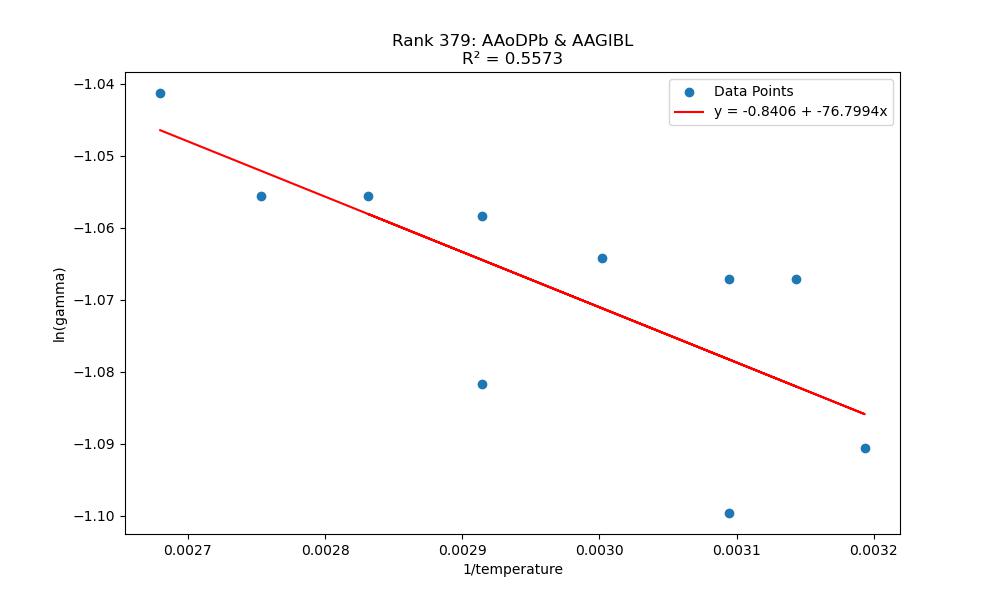 Rank 379: AAoDPb & AAGlBL
R² = 0.5573
Data Points
y = -0.8406 + -76.7994x
−1.04
−1.05
−1.06
−1.07
−1.08
−1.09
−1.10
ln(gamma)
0.0027
0.0028
0.0029
0.0030
0.0031
0.0032
1/temperature